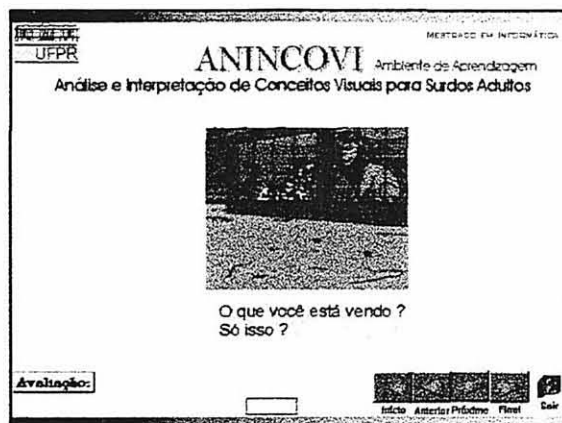 UFPR
MESTRADO EM INFORMÁTICA
ANINCOVI Ambiente de Aprendizagem
Análise e Interpretação de Conceitos Visuais para Surdos Adultos
O que você está vendo ?
Só isso ?
Avaliação:
Início Anterior Próximo Final Sair